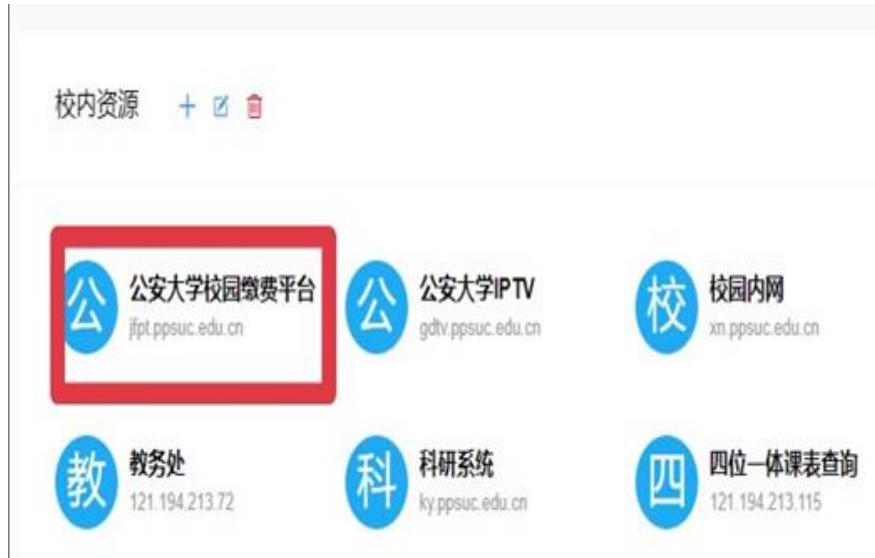 校内资源
公 公安大学校园缴费平台
jfpt.ppsuc.edu.cn
公 公安大学IPTV
gdtv.ppsuc.edu.cn
校 校园内网
xn.ppsuc.edu.cn
教 教务处
121.194.213.72
科 科研系统
ky.ppsuc.edu.cn
四 四位一体课表查询
121.194.213.115